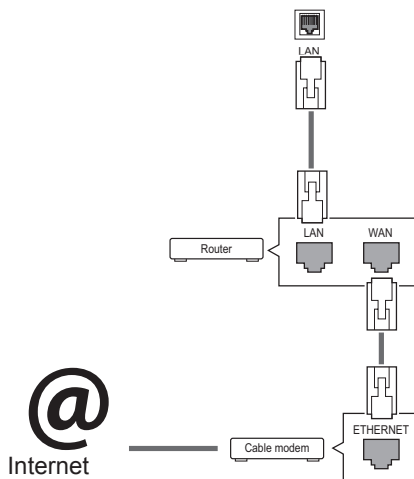 LAN
LAN WAN
Router
ETHERNET
@
Cable modem
Internet